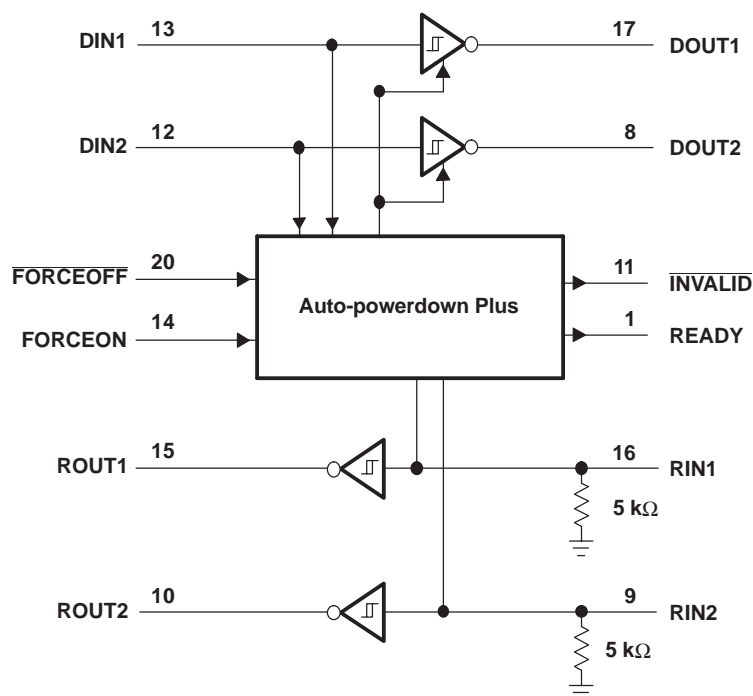 DIN1 13 17 DOUT1
DIN2 12 8 DOUT2
FORCEOFF 20 11 INVALID
Auto-powerdown Plus
FORCEON 14 1 READY
ROUT1 15 16 RIN1
5 kΩ
ROUT2 10 9 RIN2
5 kΩ